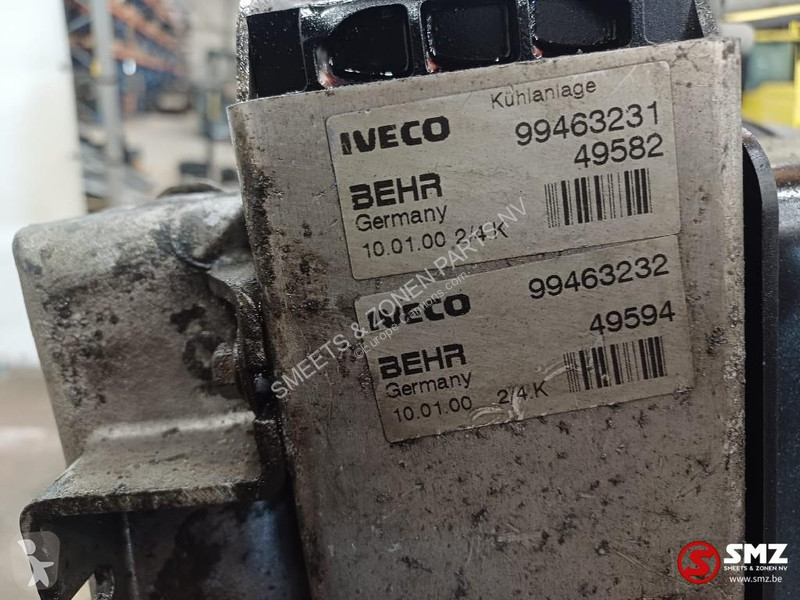 Kühlanlage
IVECO 99463231
49582
BEHR
Germany
10.01.00 2/4 K
IVECO 99463232
49594
BEHR
Germany
10.01.00 2/4 K
SMEETS & ZONEN PARTS NV
SMZ
SMEETS & ZONEN NV
www.smz.be